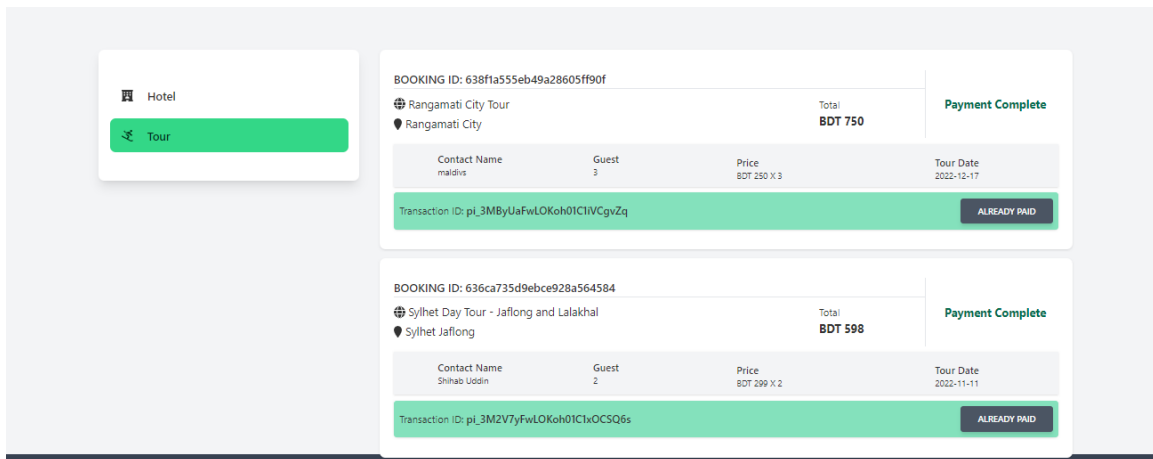 Hotel
Tour
BOOKING ID: 638f1a555eb49a28605ff90f
Rangamati City Tour
Rangamati City
Total
BDT 750
Payment Complete
Contact Name
maldivs
Guest
3
Price
BDT 250 X 3
Tour Date
2022-12-17
Transaction ID: pi_3MByUaFwLOKoh01C1iVCgvZq
ALREADY PAID
BOOKING ID: 636ca735d9ebce928a564584
Sylhet Day Tour - Jaflong and Lalakhal
Sylhet Jaflong
Total
BDT 598
Payment Complete
Contact Name
Shihab Uddin
Guest
2
Price
BDT 299 X 2
Tour Date
2022-11-11
Transaction ID: pi_3M2V7yFwLOKoh01C1xOCSQ6s
ALREADY PAID